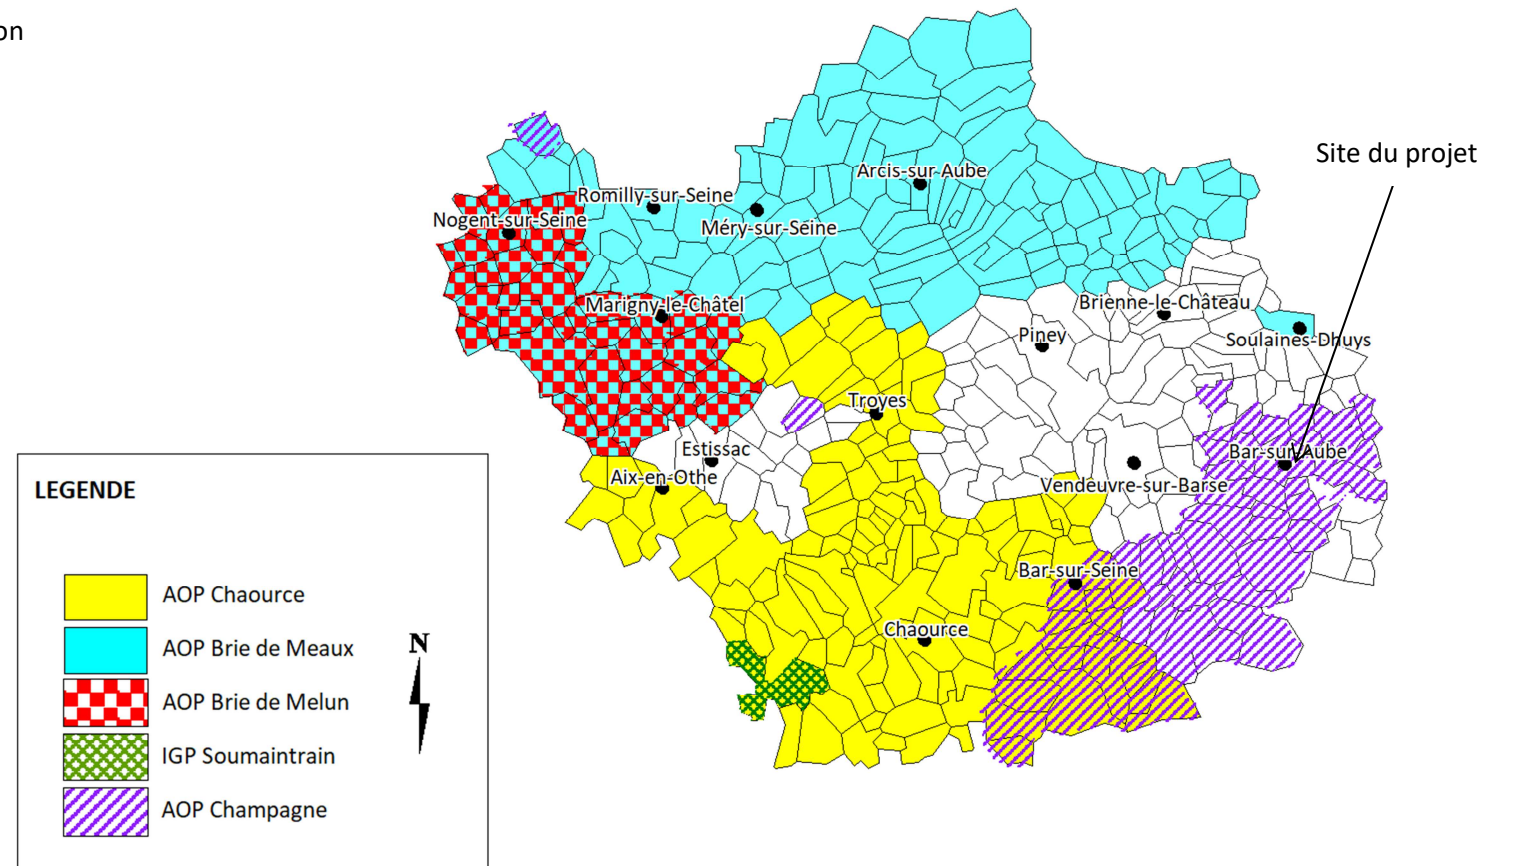 on
Site du projet
Arcis-sur Aube
Romilly-sur-Seine
Nogent-sur-Seine
Méry-sur-Seine
Marigny-le-Châtel
Brienne-le-Château
Piney
Soulaines-Dhuys
Troyes
Estissac
Bar-sur-Aube
Aix-en-Othe
Vendeuvre-sur-Barse
Bar-sur-Seine
Chaource
LEGENDE
AOP Chaource
AOP Brie de Meaux
AOP Brie de Melun
IGP Soumaintrain
AOP Champagne
N